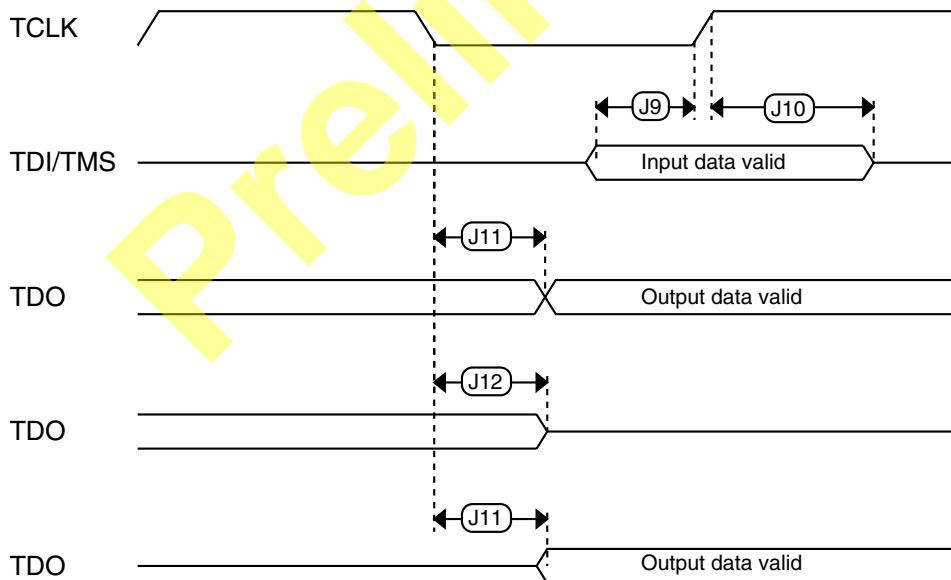 TCLK
J9
J10
TDI/TMS
Input data valid
J11
TDO
Output data valid
J12
TDO
J11
TDO
Output data valid
Preli